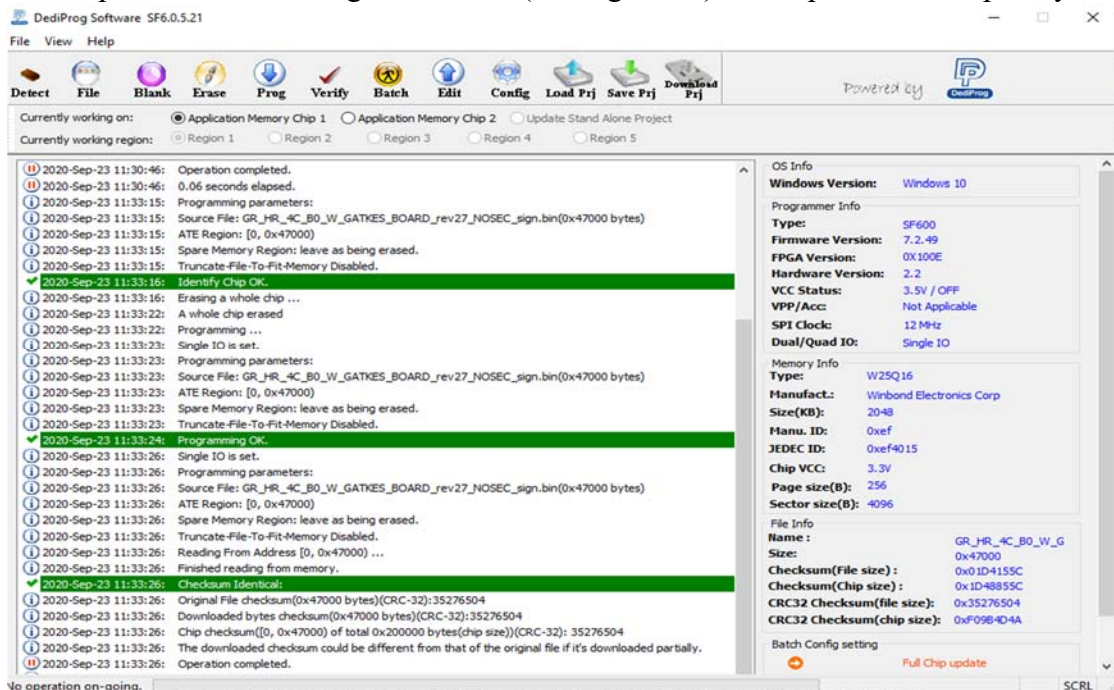 DediProg Software SF6.0.5.21
File View Help
Detect File Blank Erase Prog Verify Batch Edit Config Load Prj Save Prj Download Prj
Powered by DediProg
Currently working on: Application Memory Chip 1 Application Memory Chip 2 Update Stand Alone Project
Currently working region: Region 1 Region 2 Region 3 Region 4 Region 5
2020-Sep-23 11:30:46: Operation completed.
2020-Sep-23 11:30:46: 0.06 seconds elapsed.
2020-Sep-23 11:33:15: Programming parameters:
2020-Sep-23 11:33:15: Source File: GR_HR_4C_B0_W_GATKES_BOARD_rev27_NOSEC_sign.bin(0x47000 bytes)
2020-Sep-23 11:33:15: ATE Region: [0, 0x47000)
2020-Sep-23 11:33:15: Spare Memory Region: leave as being erased.
2020-Sep-23 11:33:15: Truncate-File-To-Fit-Memory Disabled.
2020-Sep-23 11:33:16: Identify Chip OK.
2020-Sep-23 11:33:16: Erasing a whole chip ...
2020-Sep-23 11:33:22: A whole chip erased
2020-Sep-23 11:33:22: Programming ...
2020-Sep-23 11:33:23: Single IO is set.
2020-Sep-23 11:33:23: Programming parameters:
2020-Sep-23 11:33:23: Source File: GR_HR_4C_B0_W_GATKES_BOARD_rev27_NOSEC_sign.bin(0x47000 bytes)
2020-Sep-23 11:33:23: ATE Region: [0, 0x47000)
2020-Sep-23 11:33:23: Spare Memory Region: leave as being erased.
2020-Sep-23 11:33:23: Truncate-File-To-Fit-Memory Disabled.
2020-Sep-23 11:33:24: Programming OK.
2020-Sep-23 11:33:26: Single IO is set.
2020-Sep-23 11:33:26: Programming parameters:
2020-Sep-23 11:33:26: Source File: GR_HR_4C_B0_W_GATKES_BOARD_rev27_NOSEC_sign.bin(0x47000 bytes)
2020-Sep-23 11:33:26: ATE Region: [0, 0x47000)
2020-Sep-23 11:33:26: Spare Memory Region: leave as being erased.
2020-Sep-23 11:33:26: Truncate-File-To-Fit-Memory Disabled.
2020-Sep-23 11:33:26: Reading From Address [0, 0x47000) ...
2020-Sep-23 11:33:26: Finished reading from memory.
2020-Sep-23 11:33:26: Checksum Identical:
2020-Sep-23 11:33:26: Original File checksum(0x47000 bytes)(CRC-32):35276504
2020-Sep-23 11:33:26: Downloaded bytes checksum(0x47000 bytes)(CRC-32):35276504
2020-Sep-23 11:33:26: Chip checksum([0, 0x47000) of total 0x200000 bytes(chip size))(CRC-32): 35276504
2020-Sep-23 11:33:26: The downloaded checksum could be different from that of the original file if it's downloaded partially.
2020-Sep-23 11:33:26: Operation completed.
OS Info
Windows Version: Windows 10
Programmer Info
Type: SF600
Firmware Version: 7.2.49
FPGA Version: 0X100E
Hardware Version: 2.2
VCC Status: 3.5V / OFF
VPP/Acc: Not Applicable
SPI Clock: 12 MHz
Dual/Quad IO: Single IO
Memory Info
Type: W25Q16
Manufact.: Winbond Electronics Corp
Size(KB): 2048
Manu. ID: 0xef
JEDEC ID: 0xef4015
Chip VCC: 3.3V
Page size(B): 256
Sector size(B): 4096
File Info
Name : GR_HR_4C_B0_W_G
Size: 0x47000
Checksum(File size) : 0x01D4155C
Checksum(Chip size) : 0x1D48855C
CRC32 Checksum(file size): 0x35276504
CRC32 Checksum(chip size): 0xF09B4D4A
Batch Config setting
Full Chip update
No operation on-going. SCRL